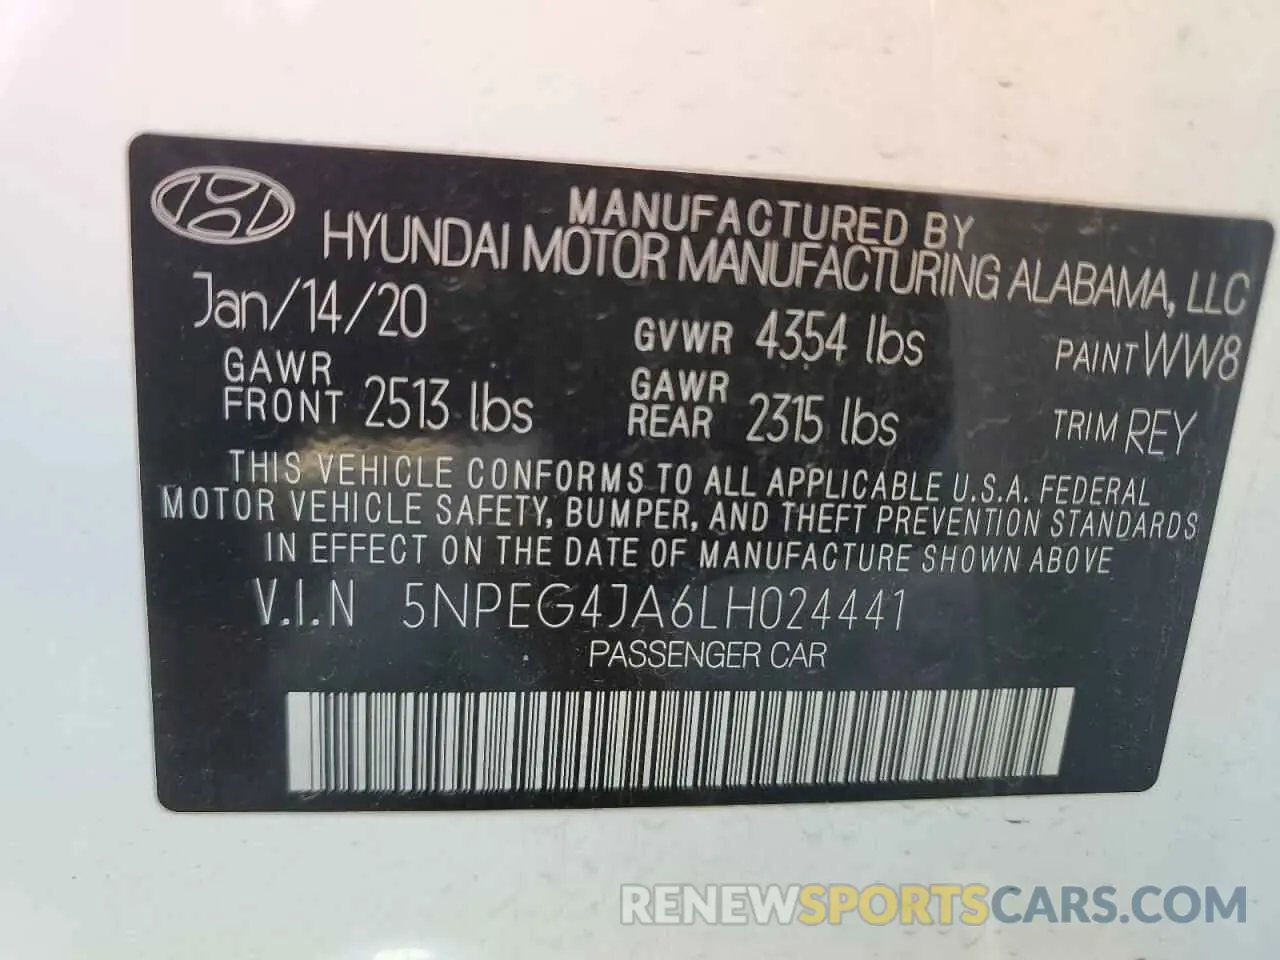 MANUFACTURED BY
HYUNDAI MOTOR MANUFACTURING ALABAMA, LLC
Jan/14/20 GVWR 4354 lbs PAINT WW8
GAWR FRONT 2513 lbs GAWR REAR 2315 lbs TRIM REY
THIS VEHICLE CONFORMS TO ALL APPLICABLE U.S.A. FEDERAL
MOTOR VEHICLE SAFETY, BUMPER, AND THEFT PREVENTION STANDARDS
IN EFFECT ON THE DATE OF MANUFACTURE SHOWN ABOVE
V.I.N 5NPEG4JA6LH024441
PASSENGER CAR
RENEWSPORTSCARS.COM